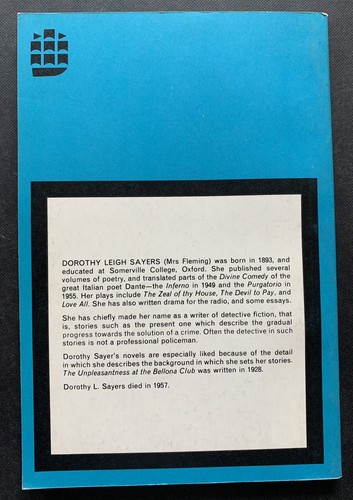 DOROTHY LEIGH SAYERS (Mrs Fleming) was born in 1893, and
educated at Somerville College, Oxford. She published several
volumes of poetry, and translated parts of the Divine Comedy of the
great Italian poet Dante—the Inferno in 1949 and the Purgatorio in
1955. Her plays include The Zeal of thy House, The Devil to Pay, and
Love All. She has also written drama for the radio, and some essays.
She has chiefly made her name as a writer of detective fiction, that
is, stories such as the present one which describe the gradual
progress towards the solution of a crime. Often the detective in such
stories is not a professional policeman.
Dorothy Sayer's novels are especially liked because of the detail
in which she describes the background in which she sets her stories.
The Unpleasantness at the Bellona Club was written in 1928.
Dorothy L. Sayers died in 1957.